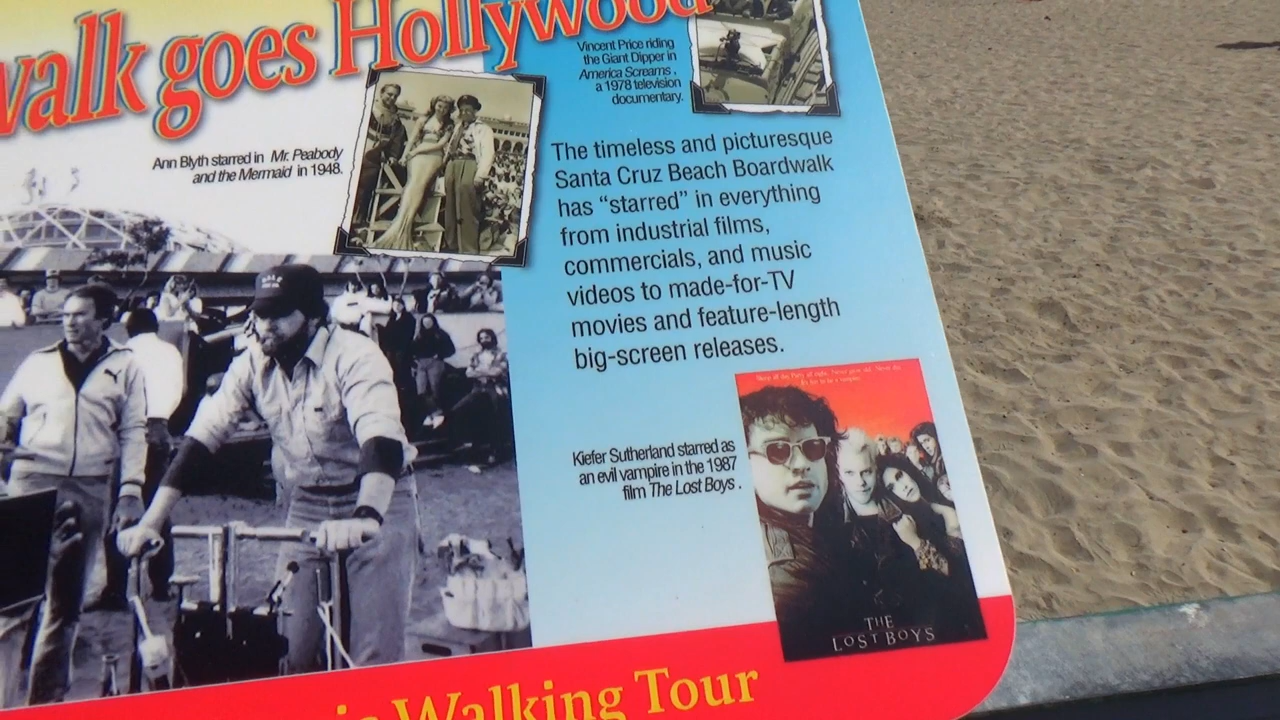 walk goes Hollywood
Vincent Price riding
the Giant Dipper in
America Screams,
a 1978 television
documentary.
Ann Blyth starred in Mr. Peabody
and the Mermaid in 1948.
The timeless and picturesque
Santa Cruz Beach Boardwalk
has “starred” in everything
from industrial films,
commercials, and music
videos to made-for-TV
movies and feature-length
big-screen releases.
Kiefer Sutherland starred as
an evil vampire in the 1987
film The Lost Boys.
THE
LOST BOYS
Walking Tour